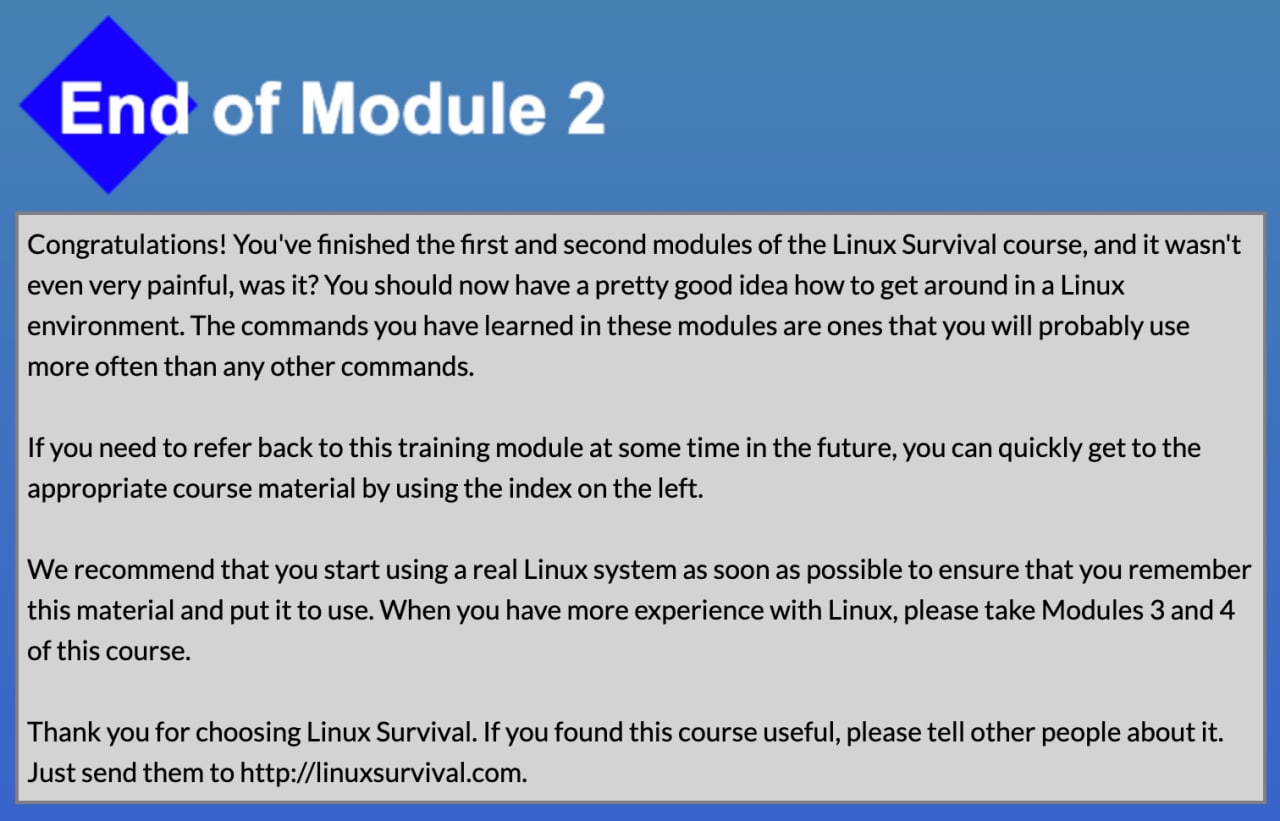 End of Module 2
Congratulations! You've finished the first and second modules of the Linux Survival course, and it wasn't
even very painful, was it? You should now have a pretty good idea how to get around in a Linux
environment. The commands you have learned in these modules are ones that you will probably use
more often than any other commands.
If you need to refer back to this training module at some time in the future, you can quickly get to the
appropriate course material by using the index on the left.
We recommend that you start using a real Linux system as soon as possible to ensure that you remember
this material and put it to use. When you have more experience with Linux, please take Modules 3 and 4
of this course.
Thank you for choosing Linux Survival. If you found this course useful, please tell other people about it.
Just send them to http://linuxsurvival.com.